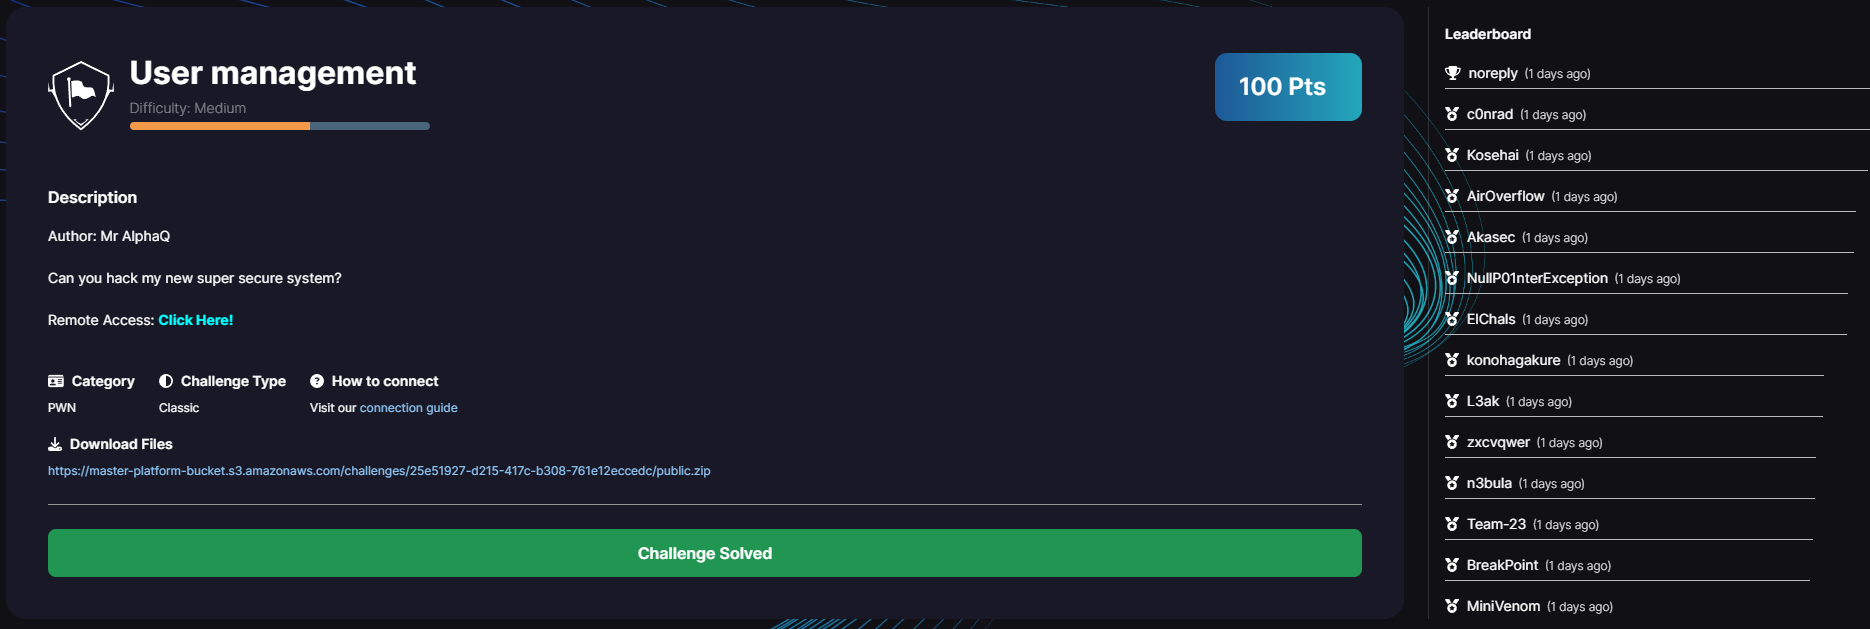 User management
Difficulty: Medium
100 Pts
Description
Author: Mr AlphaQ
Can you hack my new super secure system?
Remote Access: Click Here!
Category
PWN
Challenge Type
Classic
How to connect
Visit our connection guide
Download Files
https://master-platform-bucket.s3.amazonaws.com/challenges/25e51927-d215-417c-b308-761e12eccedc/public.zip
Challenge Solved
Leaderboard
noreply (1 days ago)
c0nrad (1 days ago)
Kosehai (1 days ago)
AirOverflow (1 days ago)
Akasec (1 days ago)
NullP01nterException (1 days ago)
ElChals (1 days ago)
konohagakure (1 days ago)
L3ak (1 days ago)
zxcvqwer (1 days ago)
n3bula (1 days ago)
Team-23 (1 days ago)
BreakPoint (1 days ago)
MiniVenom (1 days ago)